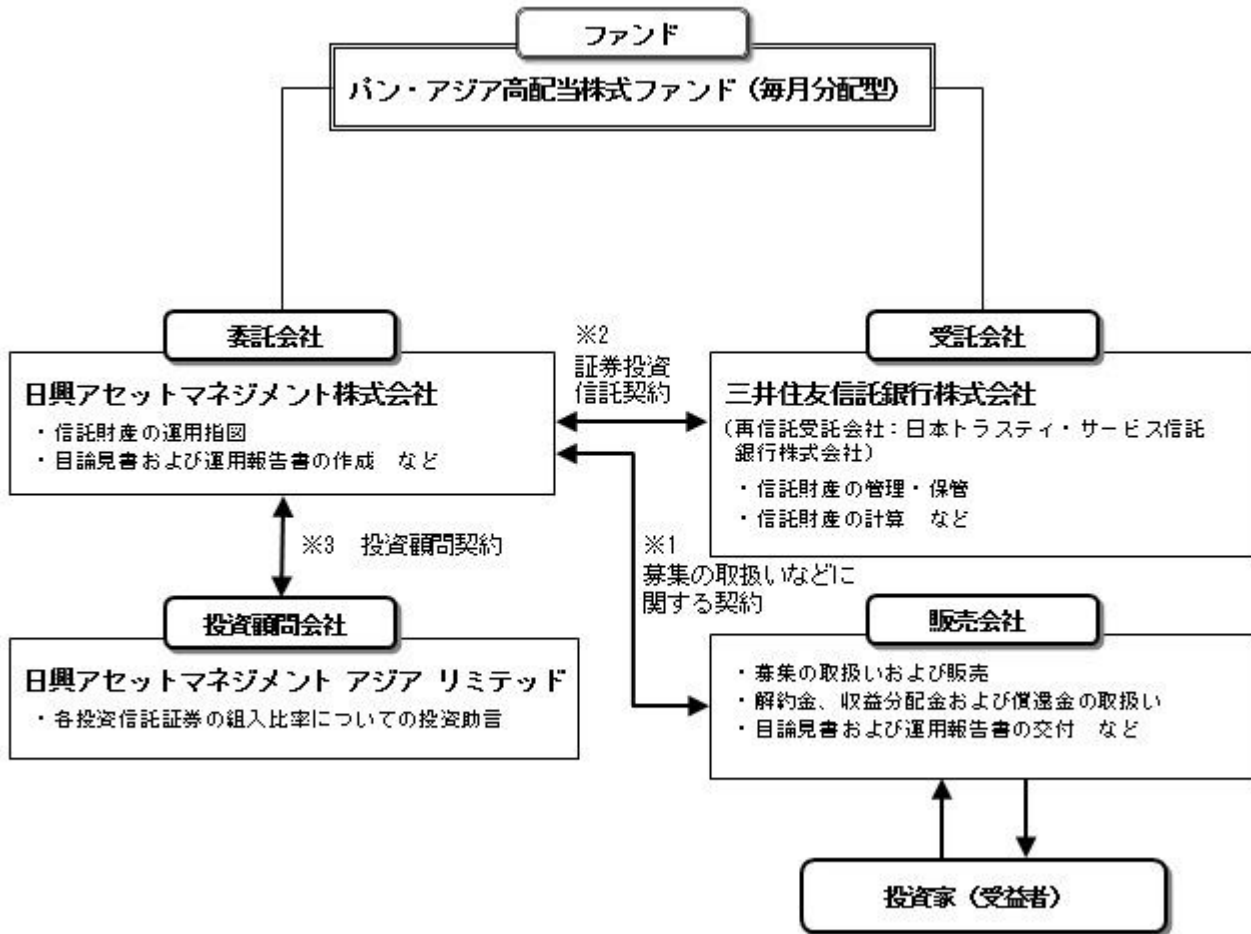 ファンド
パン・アジア高配当株式ファンド（毎月分配型）
委託会社
日興アセットマネジメント株式会社
・信託財産の運用指図
・目論見書および運用報告書の作成　など
※2
証券投資
信託契約
受託会社
三井住友信託銀行株式会社
（再信託受託会社：日本トラスティ・サービス信託
銀行株式会社）
・信託財産の管理・保管
・信託財産の計算　など
※3　投資顧問契約
※1
募集の取扱いなどに
関する契約
投資顧問会社
日興アセットマネジメント アジア リミテッド
・各投資信託証券の組入比率についての投資助言
販売会社
・募集の取扱いおよび販売
・解約金、収益分配金および償還金の取扱い
・目論見書および運用報告書の交付　など
投資家（受益者）